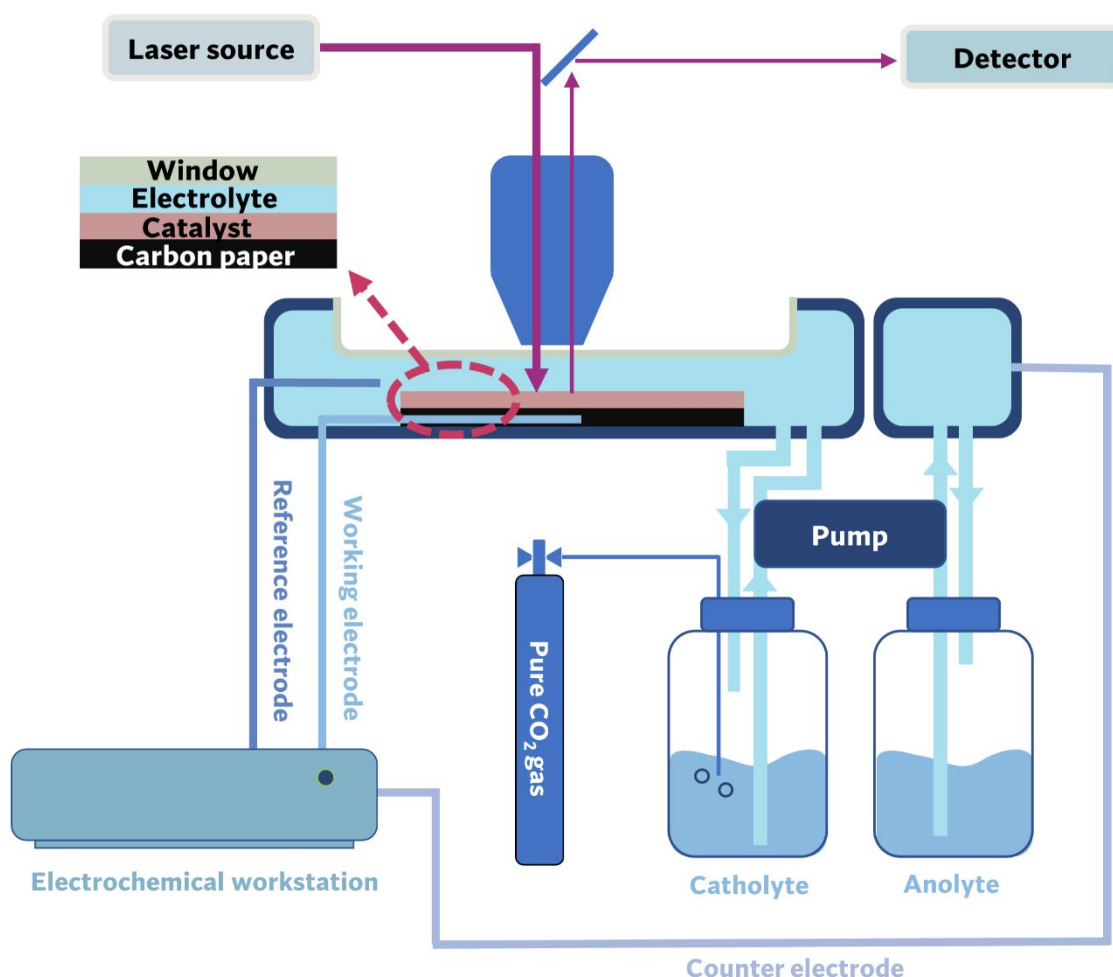 Laser source
Detector
Window
Electrolyte
Catalyst
Carbon paper
Reference electrode
Working electrode
Pump
Pure CO₂ gas
Electrochemical workstation
Catholyte
Anolyte
Counter electrode